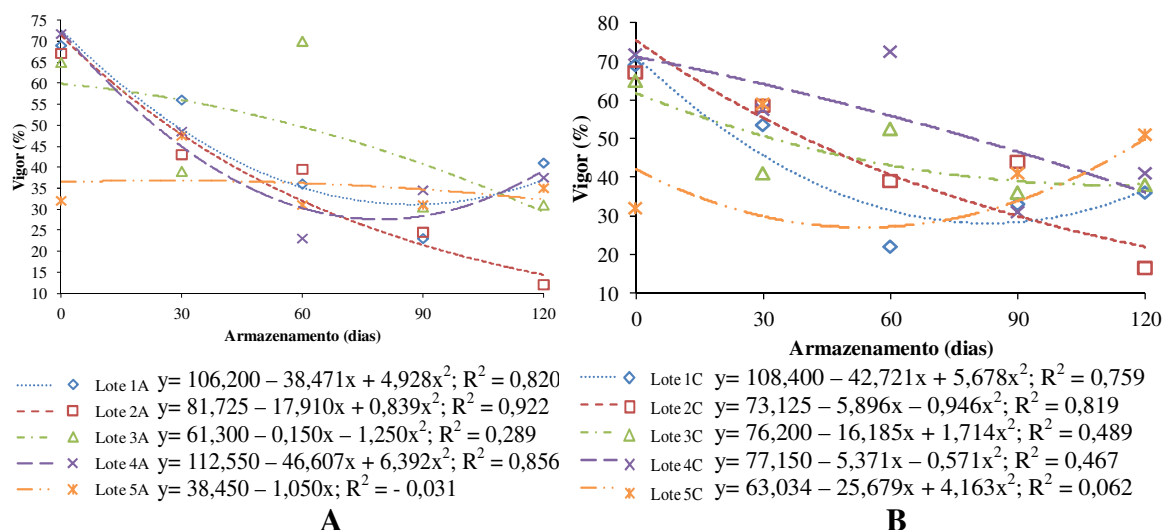 75
70
65
60
55
50
45
40
35
30
25
20
15
10
Vigor (%)
0 30 60 90 120
Armazenamento (dias)
Lote 1A y= 106,200 – 38,471x + 4,928x²; R² = 0,820
Lote 2A y= 81,725 – 17,910x + 0,839x²; R² = 0,922
Lote 3A y= 61,300 – 0,150x – 1,250x²; R² = 0,289
Lote 4A y= 112,550 – 46,607x + 6,392x²; R² = 0,856
Lote 5A y= 38,450 – 1,050x; R² = - 0,031
A
80
70
60
50
40
30
20
10
Vigor (%)
0 30 60 90 120
Armazenamento (dias)
Lote 1C y= 108,400 – 42,721x + 5,678x²; R² = 0,759
Lote 2C y= 73,125 – 5,896x – 0,946x²; R² = 0,819
Lote 3C y= 76,200 – 16,185x + 1,714x²; R² = 0,489
Lote 4C y= 77,150 – 5,371x – 0,571x²; R² = 0,467
Lote 5C y= 63,034 – 25,679x + 4,163x²; R² = 0,062
B